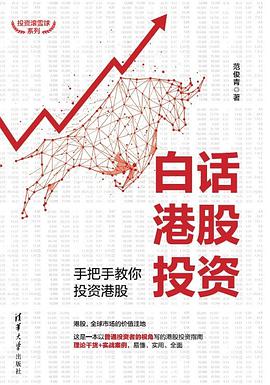 投资滚雪球
系列
范俊青 著
白话
港股
投资
手把手教你
投资港股
港股，全球市场的价值洼地
这是一本以普通投资者的视角写的港股投资指南
理论干货+实战案例，易懂、实用、全面
清华大学出版社